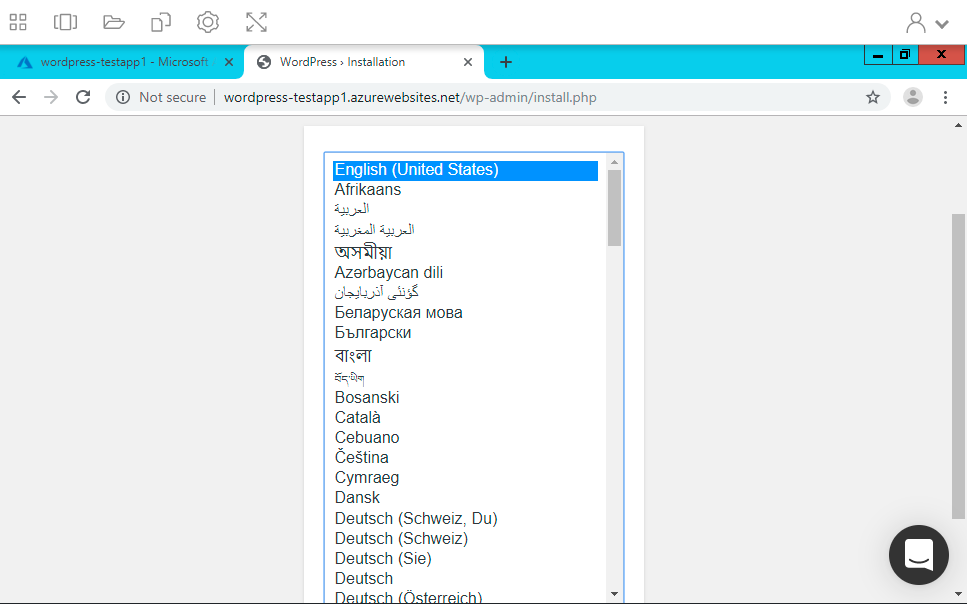 wordpress-testapp1 - Microsoft
WordPress › Installation
Not secure
wordpress-testapp1.azurewebsites.net/wp-admin/install.php
English (United States)
Afrikaans
العربية
العربية المغربية
অসমীয়া
Azərbaycan dili
گؤنئی آذربایجان
Беларуская мова
Български
বাংলা
བོད་ཡིག
Bosanski
Català
Cebuano
Čeština
Cymraeg
Dansk
Deutsch (Schweiz, Du)
Deutsch (Schweiz)
Deutsch (Sie)
Deutsch
Deutsch (Österreich)